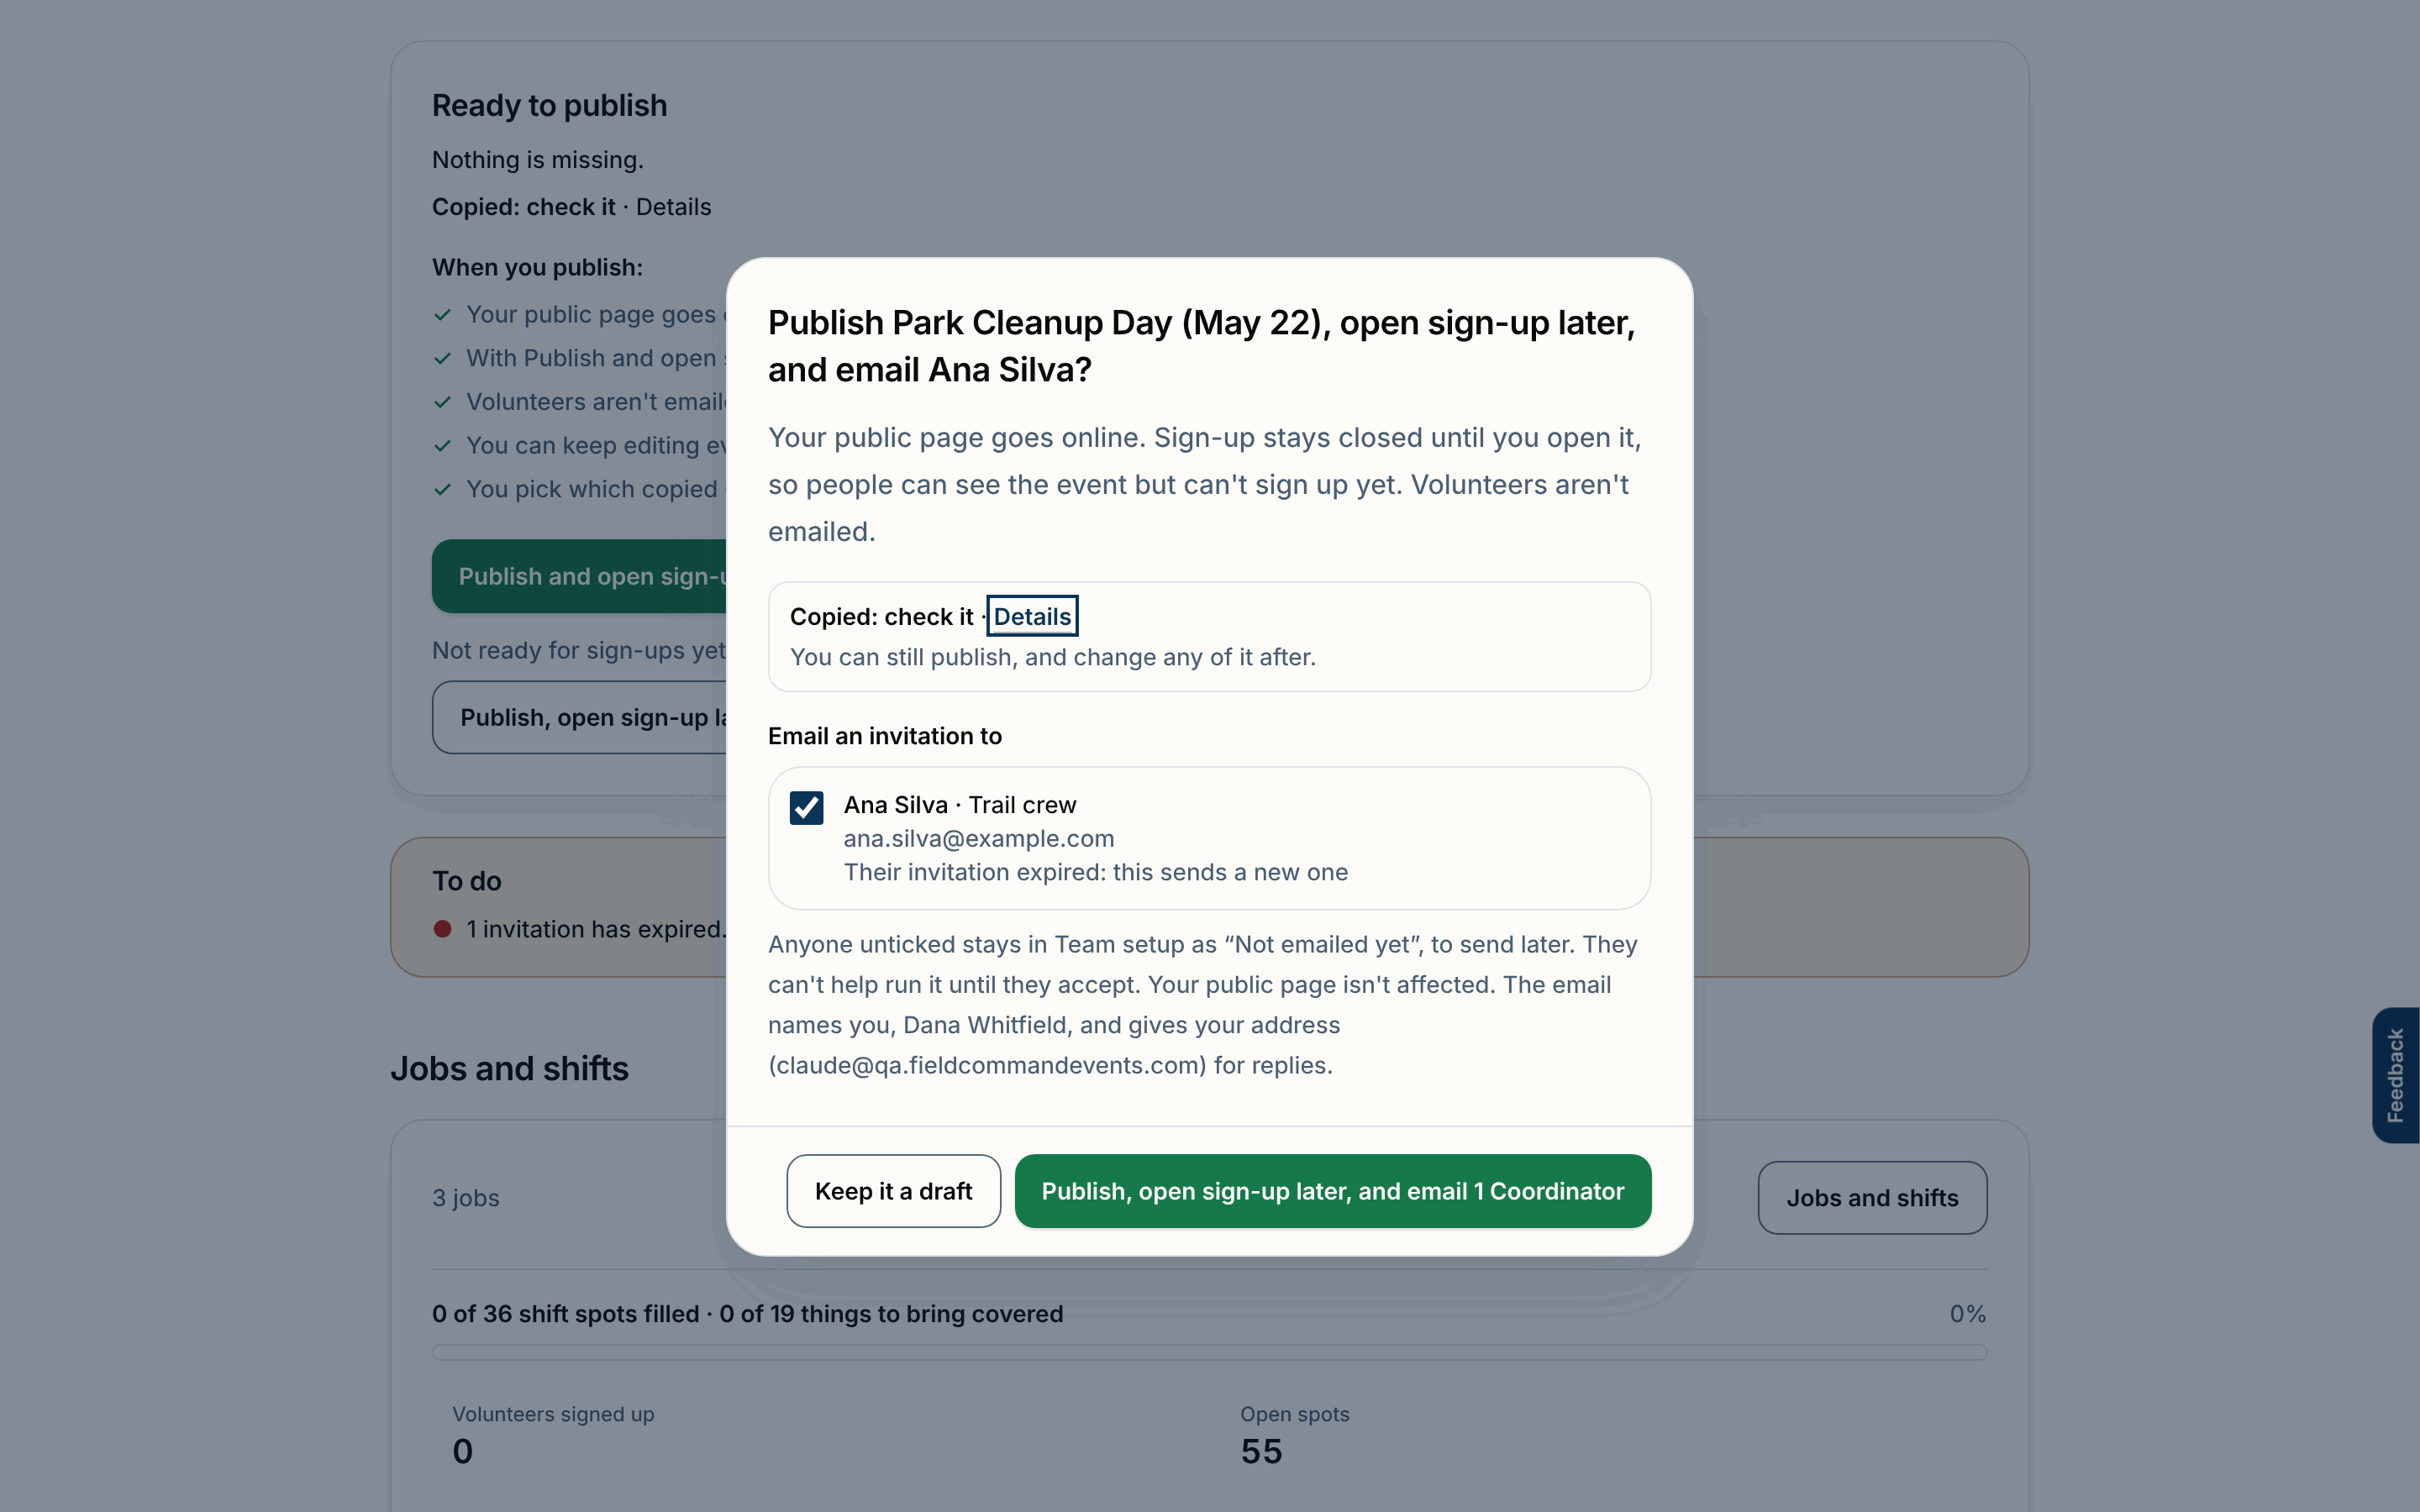 Ready to publish
Nothing is missing.
Copied: check it · Details
When you publish:
Your public page goes
With Publish and open
Volunteers aren't
You can keep editing
You pick which copied
Publish and open
Not ready for sign-ups yet
Publish, open sign-up
To do
1 invitation has expired.
Publish Park Cleanup Day (May 22), open sign-up later,
and email Ana Silva?
Your public page goes online. Sign-up stays closed until you open it,
so people can see the event but can't sign up yet. Volunteers aren't
emailed.
Copied: check it · Details
You can still publish, and change any of it after.
Email an invitation to
Ana Silva · Trail crew
ana.silva@example.com
Their invitation expired: this sends a new one
Anyone unticked stays in Team setup as “Not emailed yet”, to send later. They
can't help run it until they accept. Your public page isn't affected. The email
names you, Dana Whitfield, and gives your address
(claude@qa.fieldcommandevents.com) for replies.
Keep it a draft
Publish, open sign-up later, and email 1 Coordinator
Feedback
Jobs and shifts
3 jobs
Jobs and shifts
0 of 36 shift spots filled · 0 of 19 things to bring covered
0%
Volunteers signed up
0
Open spots
55